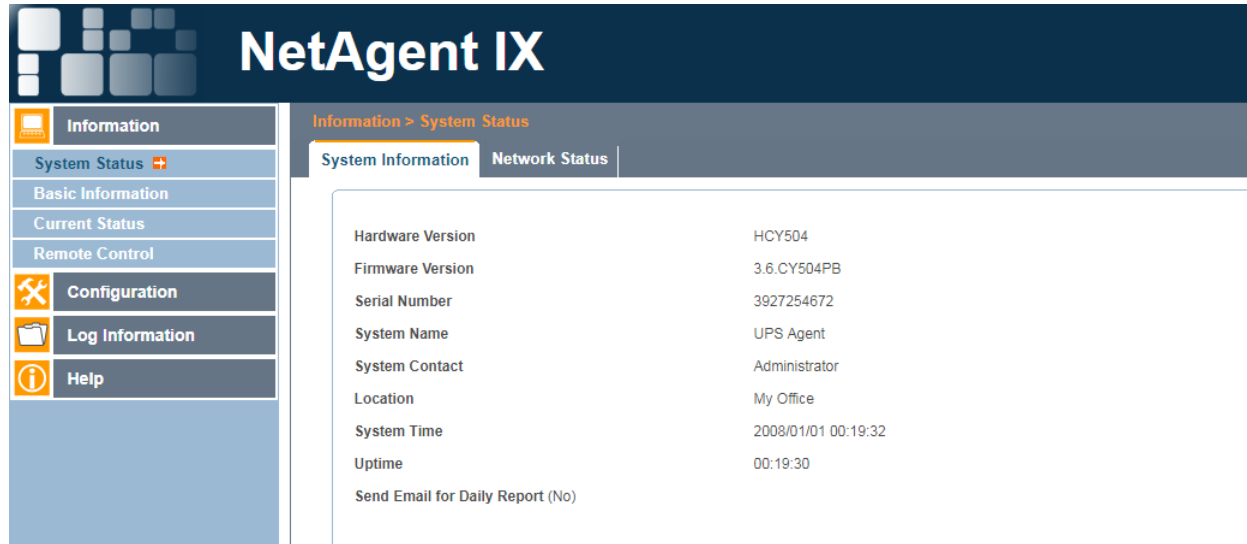 NetAgent IX
Information
System Status
Basic Information
Current Status
Remote Control
Configuration
Log Information
Help
Information > System Status
System Information Network Status
Hardware Version HCY504
Firmware Version 3.6.CY504PB
Serial Number 3927254672
System Name UPS Agent
System Contact Administrator
Location My Office
System Time 2008/01/01 00:19:32
Uptime 00:19:30
Send Email for Daily Report (No)